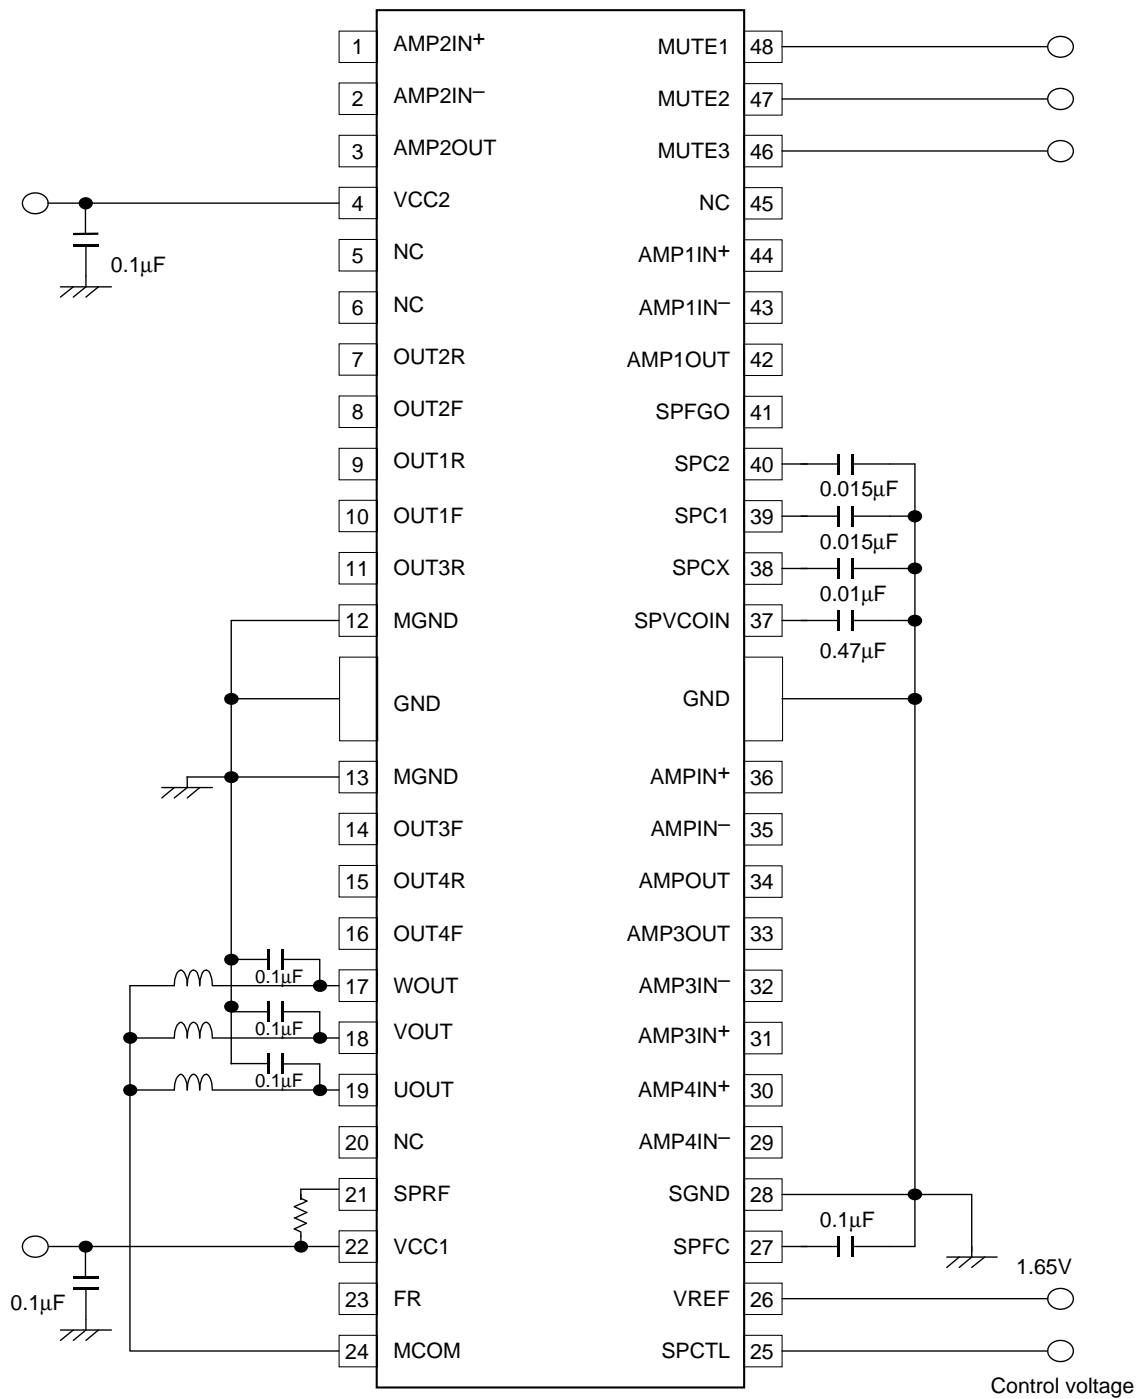 1 AMP2IN+ MUTE1 48
2 AMP2IN– MUTE2 47
3 AMP2OUT MUTE3 46
4 VCC2 NC 45
0.1µF
5 NC AMP1IN+ 44
6 NC AMP1IN– 43
7 OUT2R AMP1OUT 42
8 OUT2F SPFGO 41
9 OUT1R SPC2 40
0.015µF
10 OUT1F SPC1 39
0.015µF
11 OUT3R SPCX 38
0.01µF
12 MGND SPVCOIN 37
0.47µF
GND GND
13 MGND AMPIN+ 36
14 OUT3F AMPIN– 35
15 OUT4R AMPOUT 34
16 OUT4F AMP3OUT 33
0.1µF
17 WOUT AMP3IN– 32
0.1µF
18 VOUT AMP3IN+ 31
0.1µF
19 UOUT AMP4IN+ 30
20 NC AMP4IN– 29
21 SPRF SGND 28
0.1µF
22 VCC1 SPFC 27
1.65V
0.1µF
23 FR VREF 26
24 MCOM SPCTL 25
Control voltage